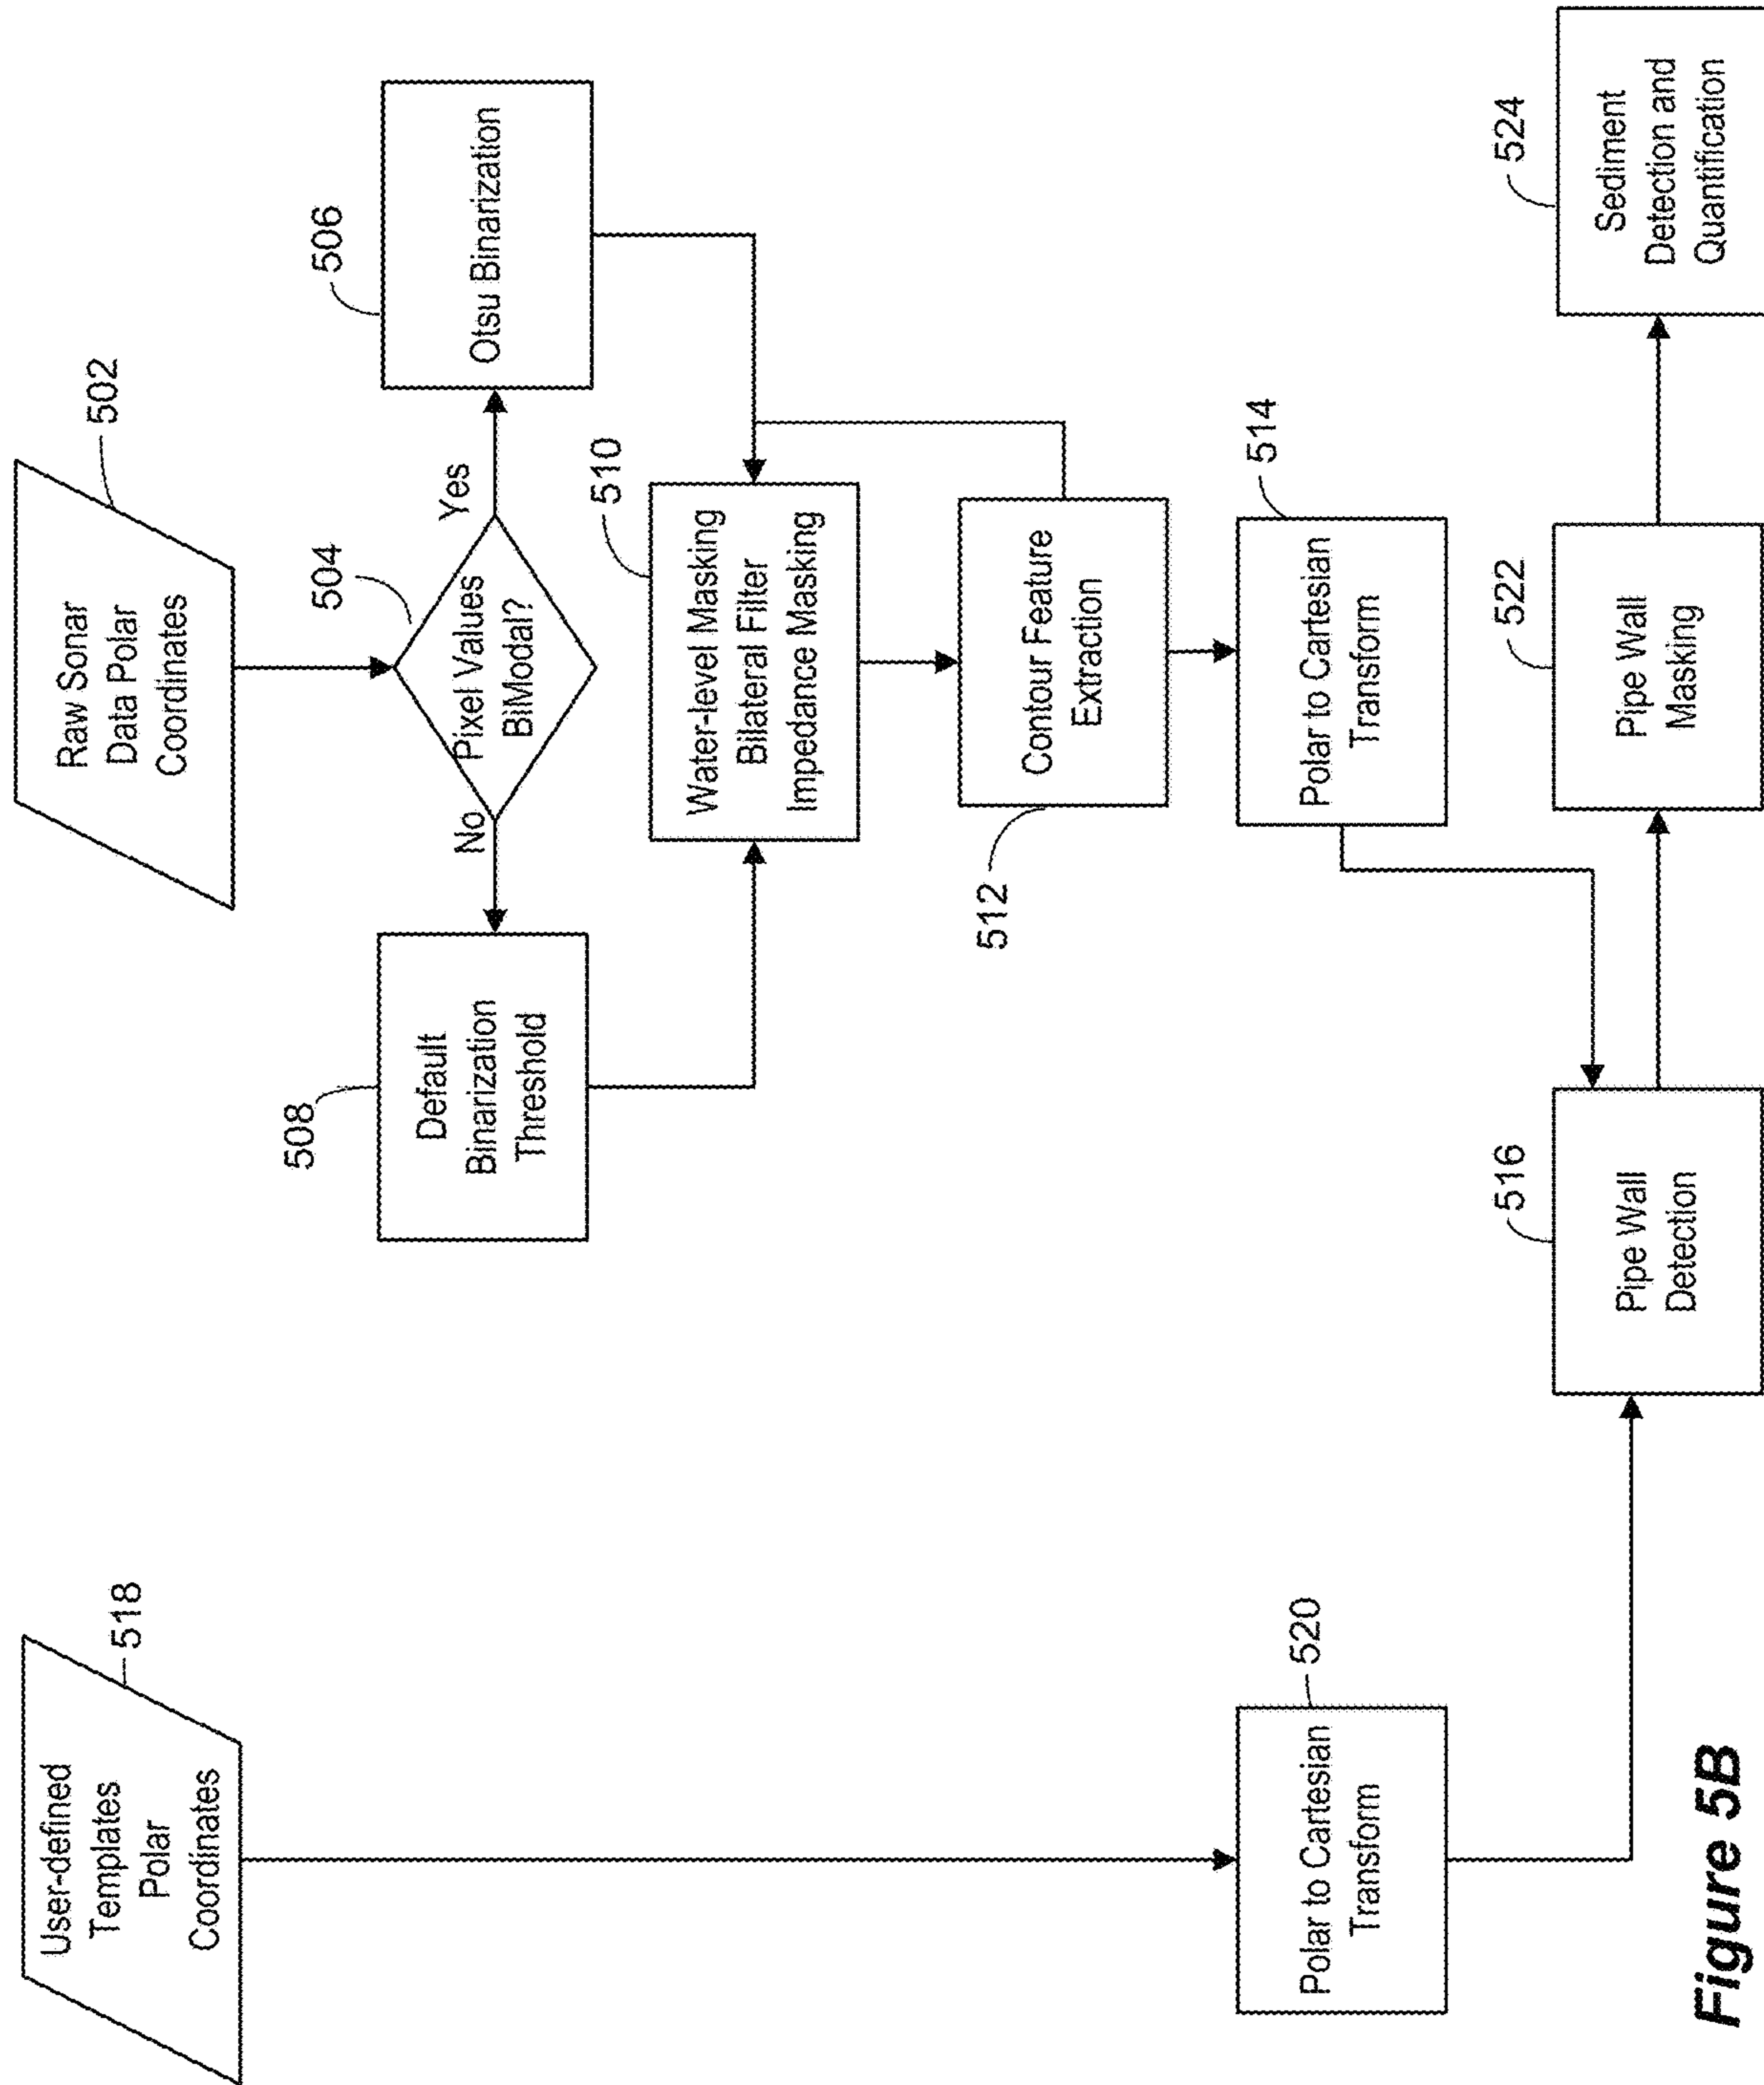 User-defined
Templates
Polar
Coordinates
518
Raw Sonar
Data Polar
Coordinates
502
504
Pixel Values
BiModal?
No
Yes
508
Default
Binarization
Threshold
506
Otsu Binarization
510
Water-level Masking
Bilateral Filter
Impedance Masking
512
Contour Feature
Extraction
514
Polar to Cartesian
Transform
520
Polar to Cartesian
Transform
516
Pipe Wall
Detection
522
Pipe Wall
Masking
524
Sediment
Detection and
Quantification
Figure 5B